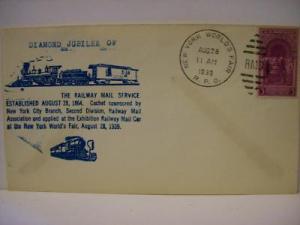 DIAMOND JUBILEE OF
THE RAILWAY MAIL SERVICE
ESTABLISHED AUGUST 28, 1864. Cachet sponsored by
New York City Branch, Second Division, Railway Mail
Association and applied at the Exhibition Railway Mail Car
at the New York World's Fair, August 28, 1939.
NEW YORK WORLD'S FAIR
AUG 28
11 AM
1939
R.P.O.